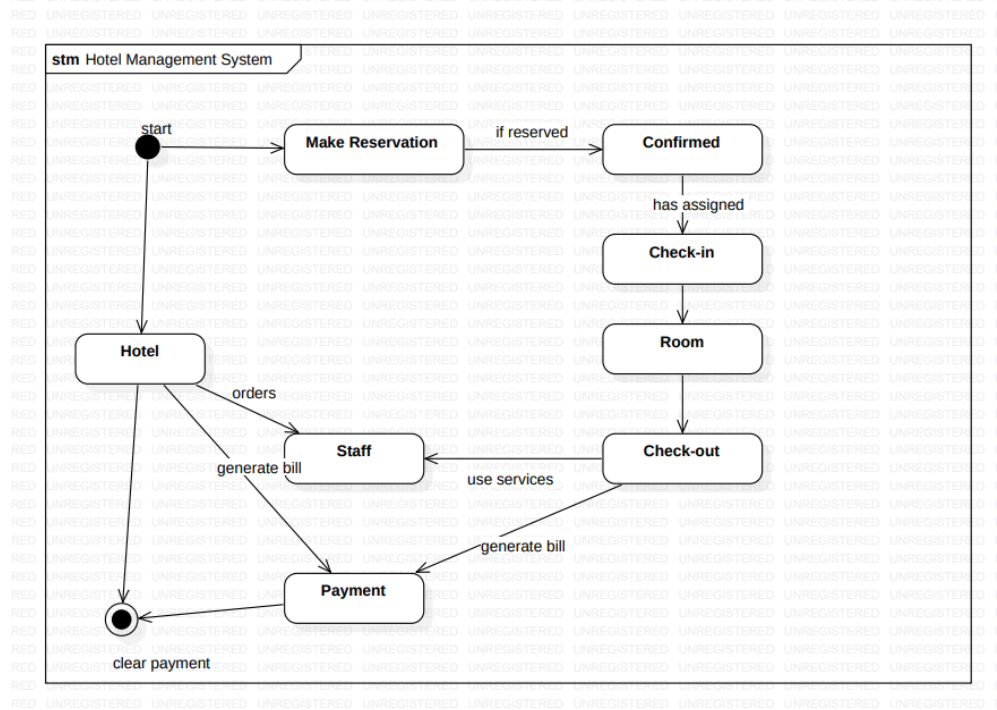 stm Hotel Management System
start
Make Reservation
if reserved
Confirmed
has assigned
Check-in
Room
Hotel
orders
Staff
Check-out
generate bill
use services
generate bill
Payment
clear payment
UNREGISTERED